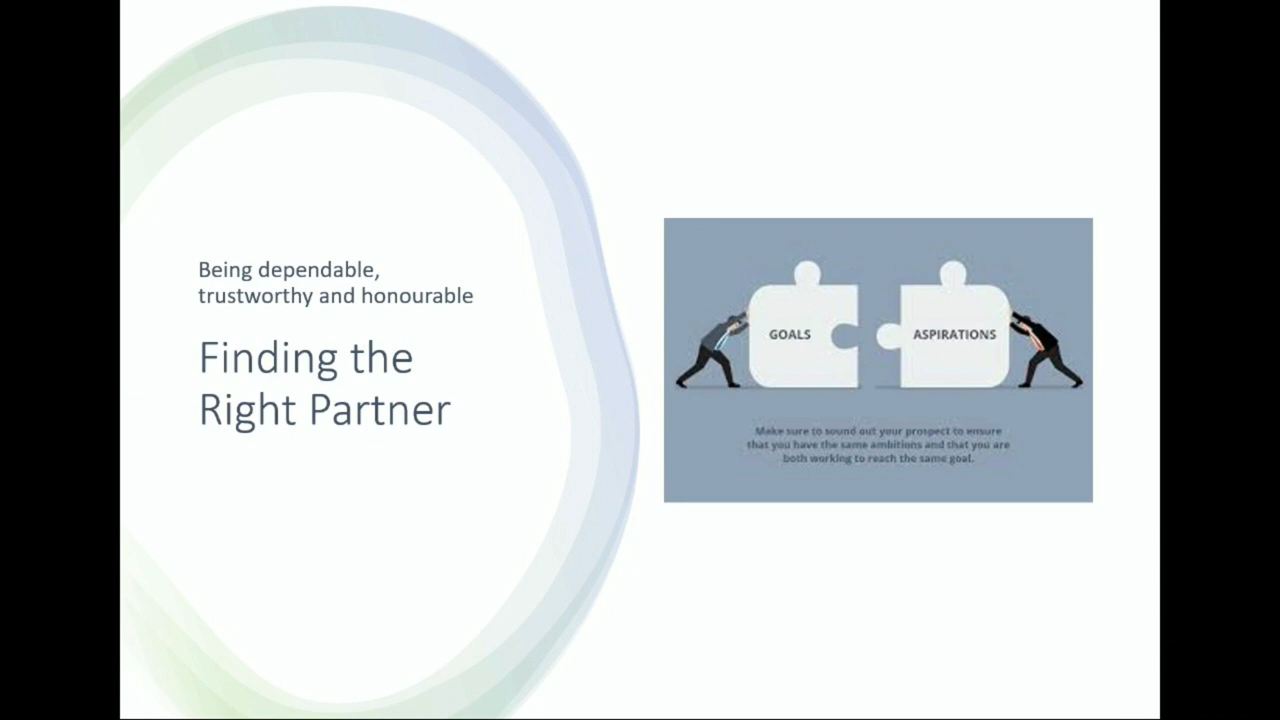 Being dependable,
trustworthy and honourable
Finding the
Right Partner
GOALS
ASPIRATIONS
Make sure to sound out your prospect to ensure
that you have the same ambitions and that you are
both working to reach the same goal.